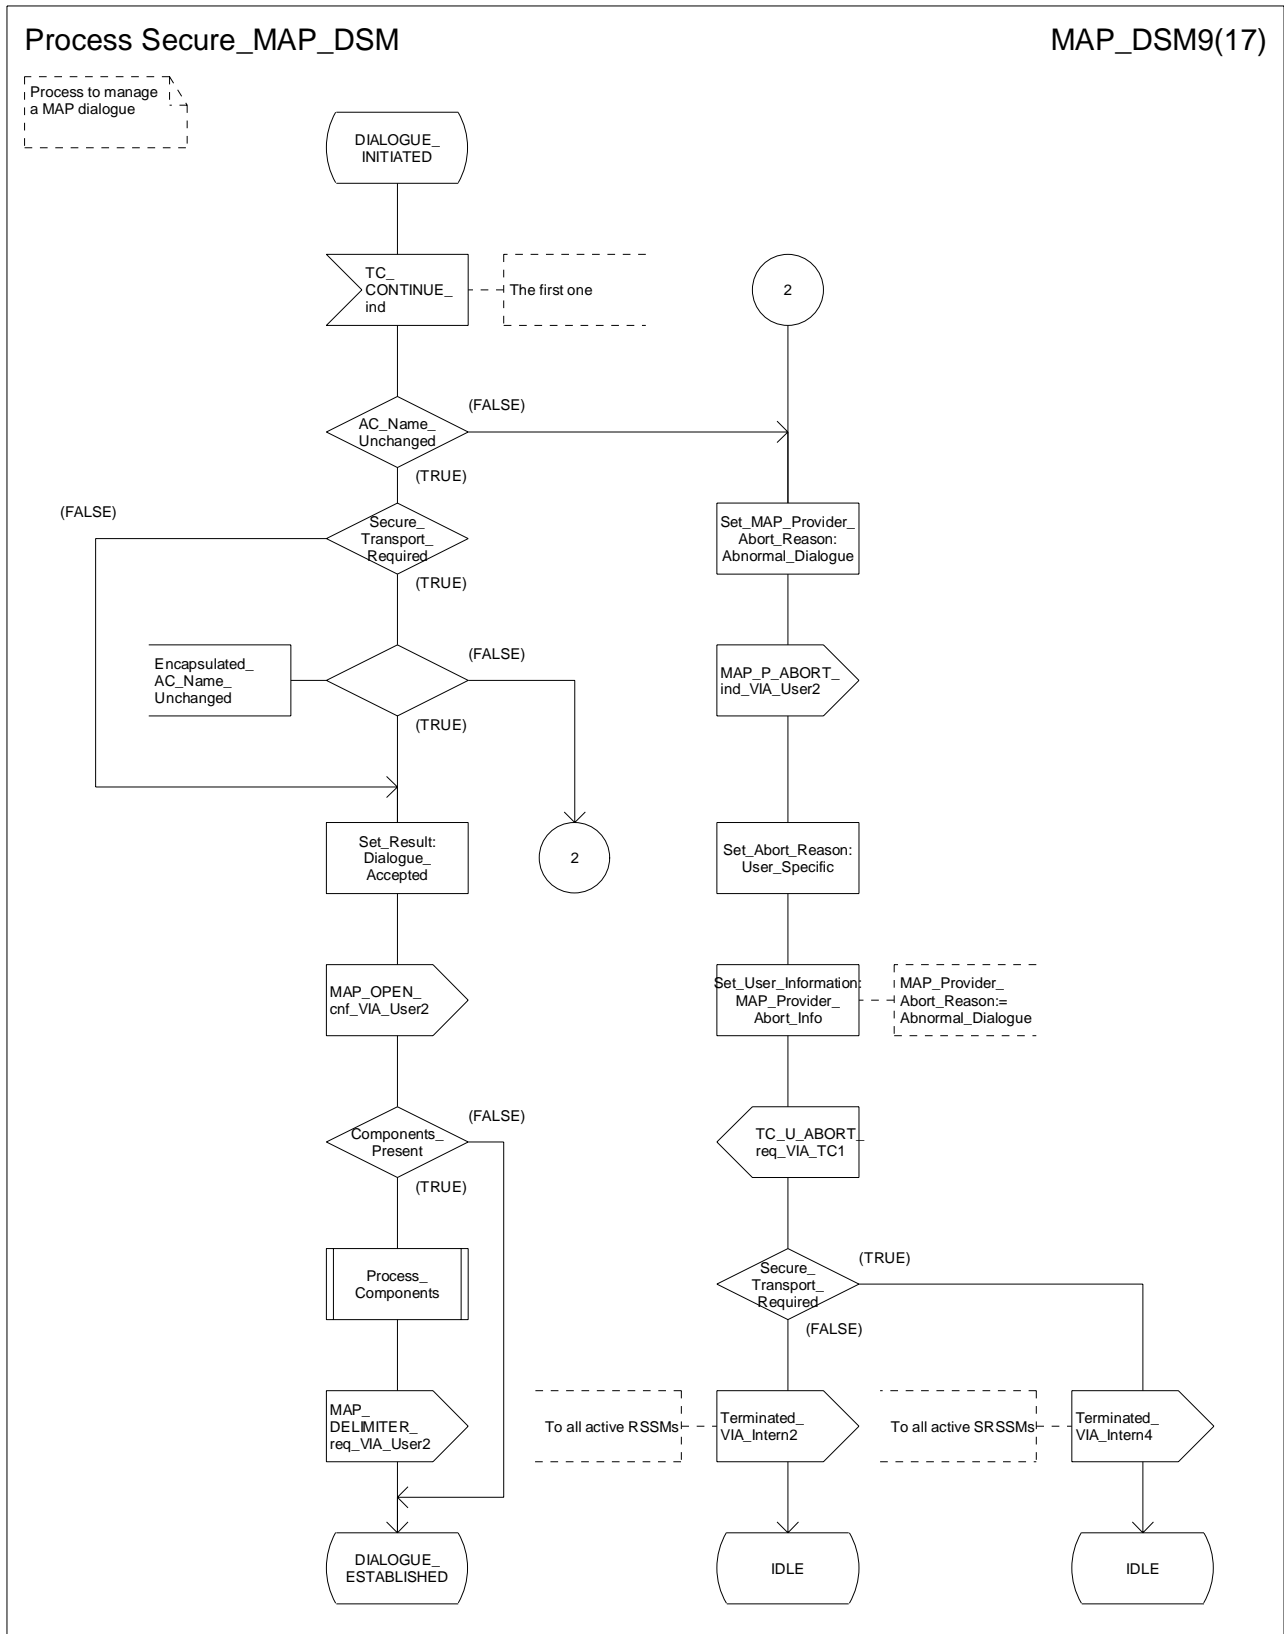 Process Secure_MAP_DSM
MAP_DSM9(17)
Process to manage
a MAP dialogue
DIALOGUE_
INITIATED
TC_
CONTINUE_
ind
The first one
2
AC_Name_
Unchanged
(FALSE)
(TRUE)
(FALSE)
Secure_
Transport_
Required
(TRUE)
Set_MAP_Provider_
Abort_Reason:
Abnormal_Dialogue
Encapsulated_
AC_Name_
Unchanged
(FALSE)
(TRUE)
MAP_P_ABORT_
ind_VIA_User2
Set_Result:
Dialogue_
Accepted
2
Set_Abort_Reason:
User_Specific
MAP_OPEN_
cnf_VIA_User2
Set_User_Information:
MAP_Provider_
Abort_Info
MAP_Provider_
Abort_Reason:=
Abnormal_Dialogue
Components_
Present
(FALSE)
(TRUE)
TC_U_ABORT_
req_VIA_TC1
Process_
Components
Secure_
Transport_
Required
(TRUE)
(FALSE)
MAP_
DELIMITER_
req_VIA_User2
To all active RSSMs
Terminated_
VIA_Intern2
To all active SRSSMs
Terminated_
VIA_Intern4
DIALOGUE_
ESTABLISHED
IDLE
IDLE